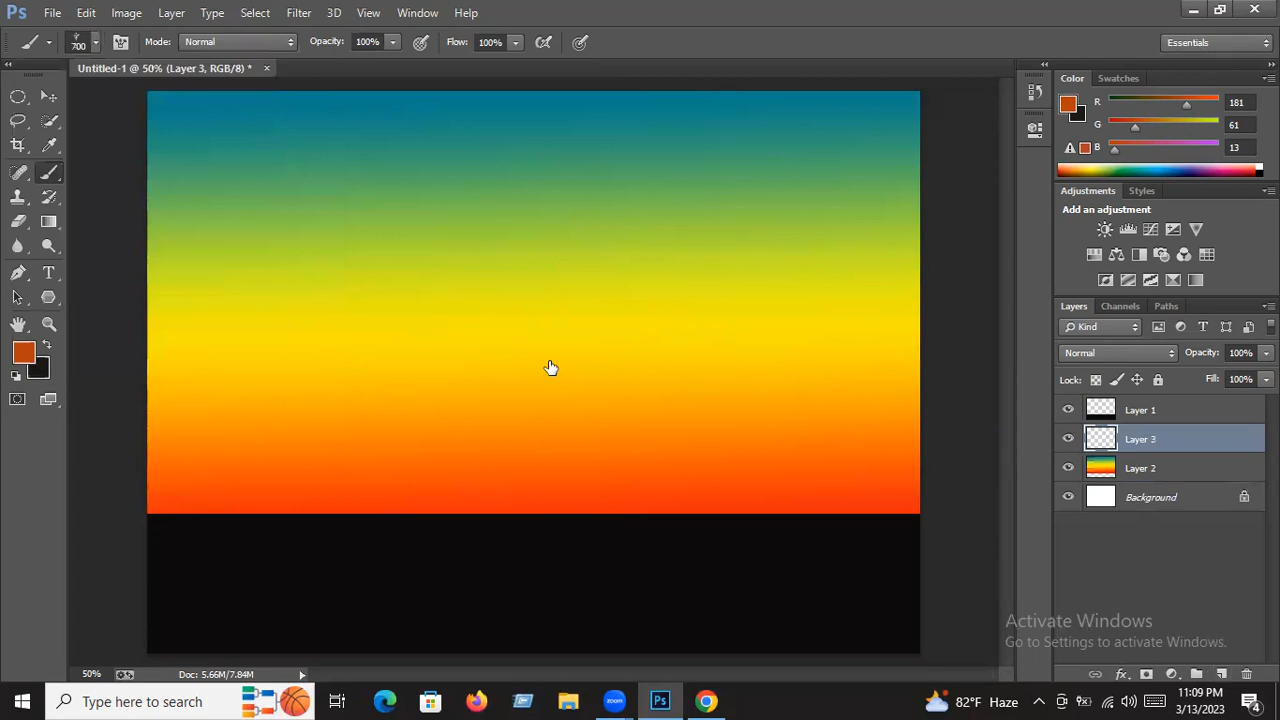 Ps File Edit Image Layer Type Select Filter 3D View Window Help
700 Mode: Normal Opacity: 100% Flow: 100% Essentials
Untitled-1 @ 50% (Layer 3, RGB/8) * ×
Color Swatches
R 181
G 61
B 13
Adjustments Styles
Add an adjustment
Layers Channels Paths
Kind
Normal Opacity: 100%
Lock: Fill: 100%
Layer 1
Layer 3
Layer 2
Background
Activate Windows
Go to Settings to activate Windows.
50% Doc: 5.66M/7.84M
Type here to search zoom Ps 82°F Haze 11:09 PM
3/13/2023 4